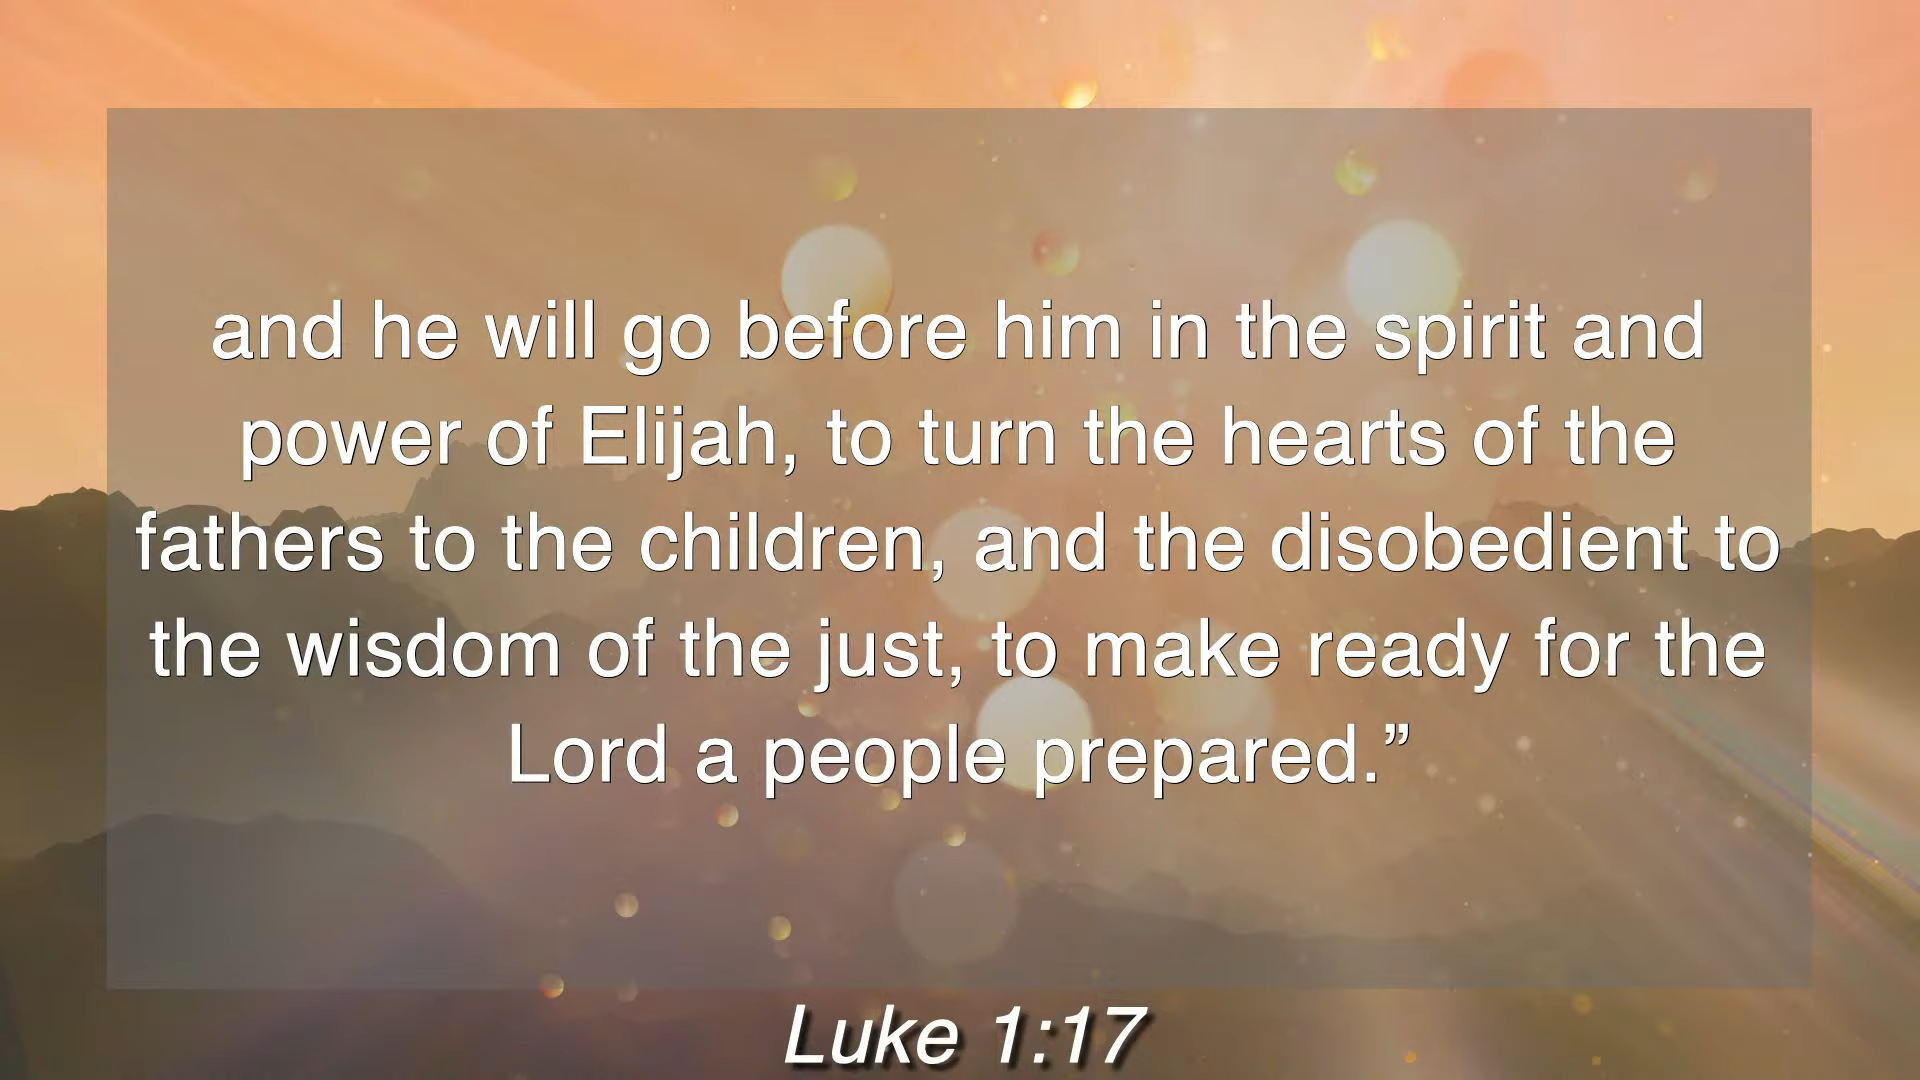 and he will go before him in the spirit and
power of Elijah, to turn the hearts of the
fathers to the children, and the disobedient to
the wisdom of the just, to make ready for the
Lord a people prepared.”
Luke 1:17